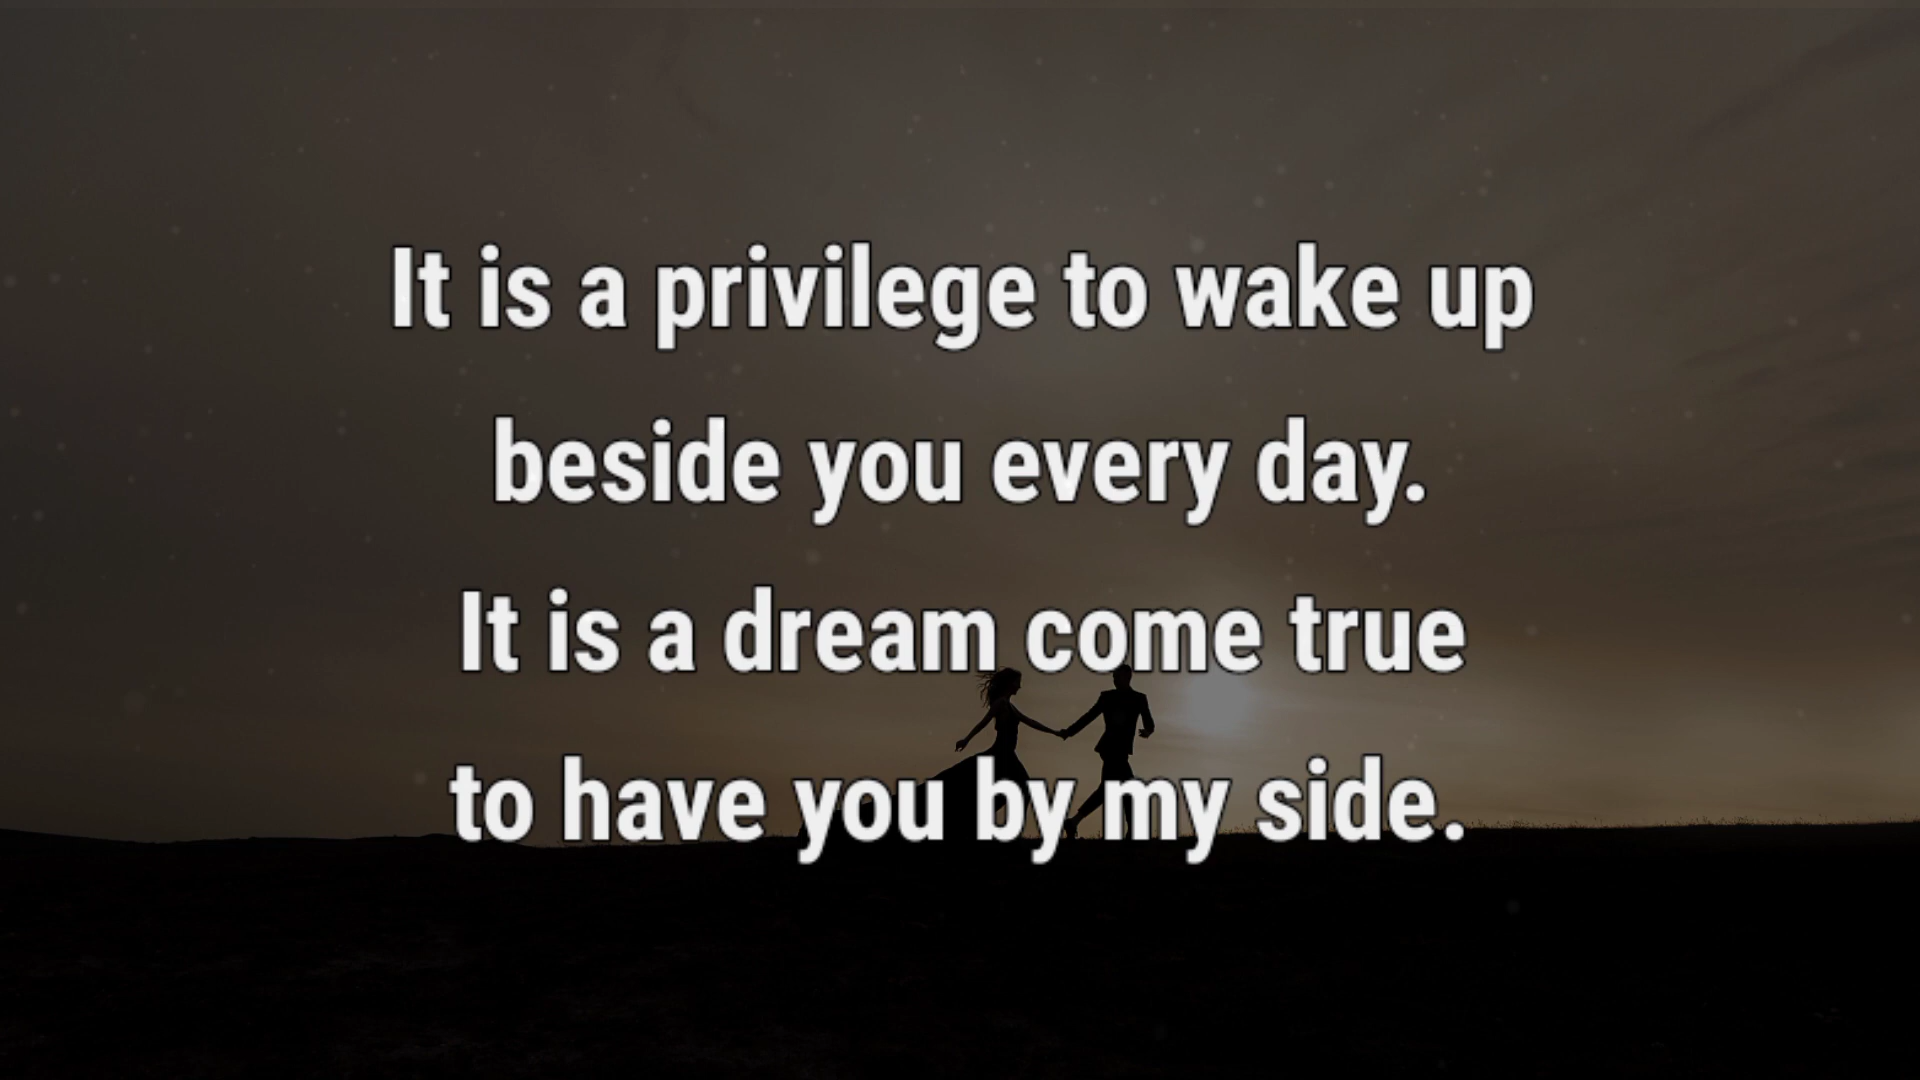 It is a privilege to wake up
beside you every day.
It is a dream come true
to have you by my side.